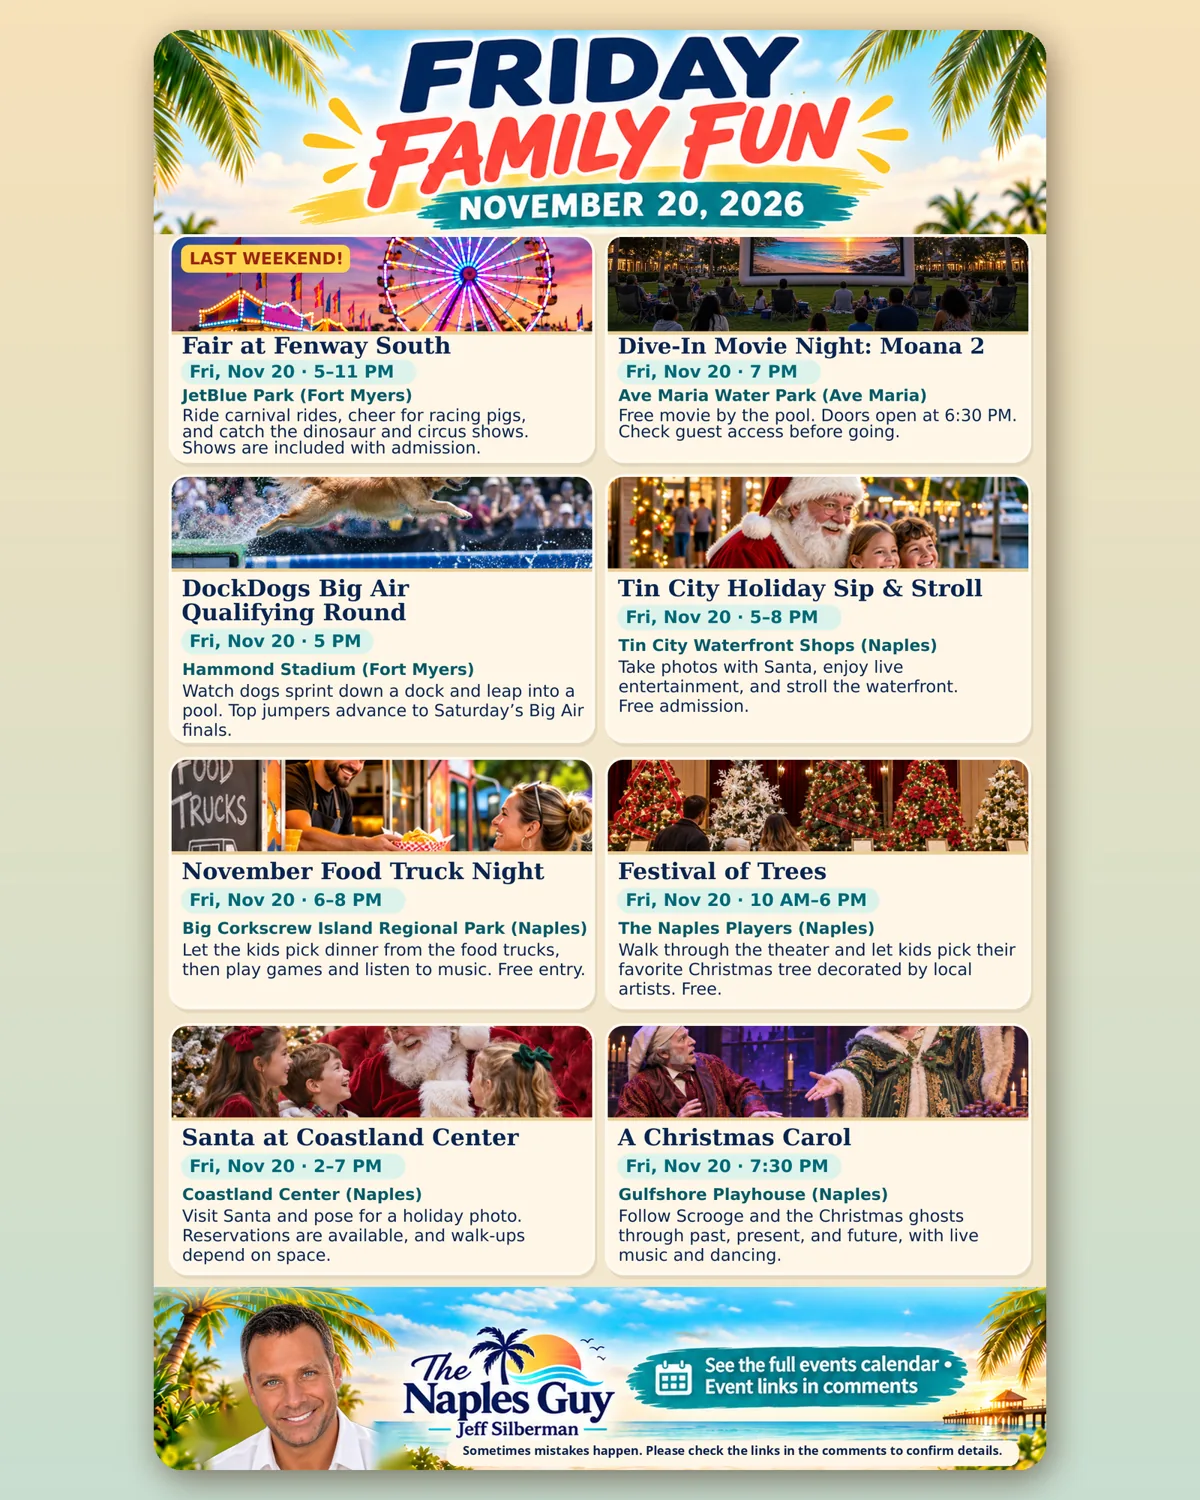 FRIDAY
FAMILY FUN
NOVEMBER 20, 2026
LAST WEEKEND!
Fair at Fenway South
Fri, Nov 20 · 5–11 PM
JetBlue Park (Fort Myers)
Ride carnival rides, cheer for racing pigs,
and catch the dinosaur and circus shows.
Shows are included with admission.
Dive-In Movie Night: Moana 2
Fri, Nov 20 · 7 PM
Ave Maria Water Park (Ave Maria)
Free movie by the pool. Doors open at 6:30 PM.
Check guest access before going.
DockDogs Big Air
Qualifying Round
Fri, Nov 20 · 5 PM
Hammond Stadium (Fort Myers)
Watch dogs sprint down a dock and leap into a
pool. Top jumpers advance to Saturday’s Big Air
finals.
Tin City Holiday Sip & Stroll
Fri, Nov 20 · 5–8 PM
Tin City Waterfront Shops (Naples)
Take photos with Santa, enjoy live
entertainment, and stroll the waterfront.
Free admission.
FOOD
TRUCKS
November Food Truck Night
Fri, Nov 20 · 6–8 PM
Big Corkscrew Island Regional Park (Naples)
Let the kids pick dinner from the food trucks,
then play games and listen to music. Free entry.
Festival of Trees
Fri, Nov 20 · 10 AM–6 PM
The Naples Players (Naples)
Walk through the theater and let kids pick their
favorite Christmas tree decorated by local
artists. Free.
Santa at Coastland Center
Fri, Nov 20 · 2–7 PM
Coastland Center (Naples)
Visit Santa and pose for a holiday photo.
Reservations are available, and walk-ups
depend on space.
A Christmas Carol
Fri, Nov 20 · 7:30 PM
Gulfshore Playhouse (Naples)
Follow Scrooge and the Christmas ghosts
through past, present, and future, with live
music and dancing.
The
Naples Guy
Jeff Silberman
See the full events calendar •
Event links in comments
Sometimes mistakes happen. Please check the links in the comments to confirm details.